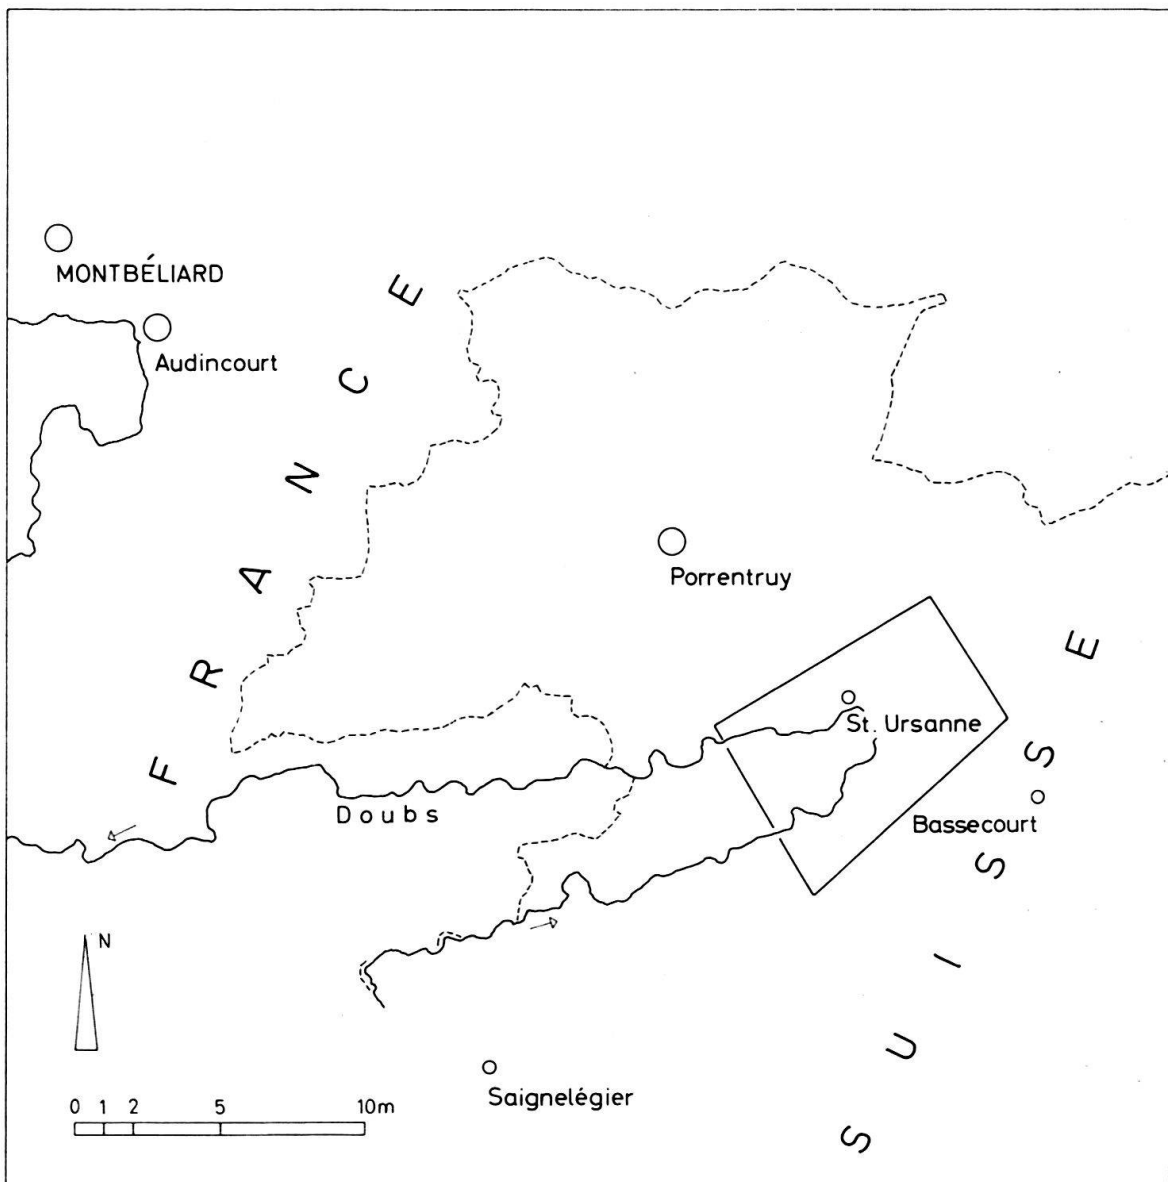 MONTBÉLIARD
Audincourt
FRANCE
Porrentruy
St. Ursanne
Doubs
Bassecourt
SUISSE
N
Saignelégier
0 1 2 5 10m